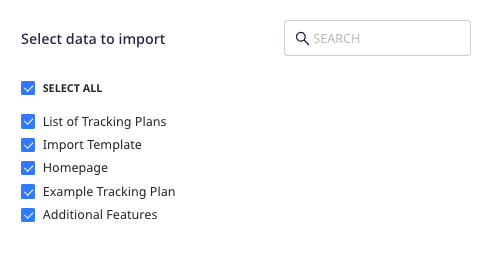 Select data to import
SEARCH
SELECT ALL
List of Tracking Plans
Import Template
Homepage
Example Tracking Plan
Additional Features